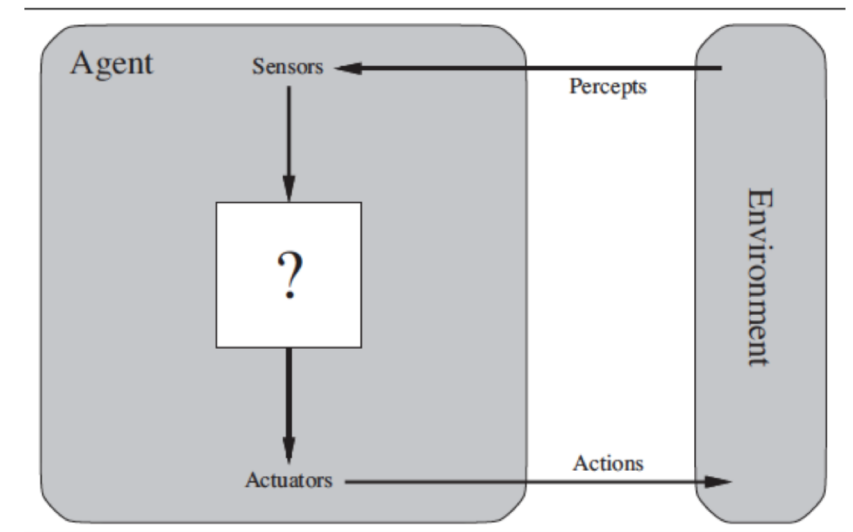 Agent
Sensors
Percepts
?
Environment
Actuators
Actions